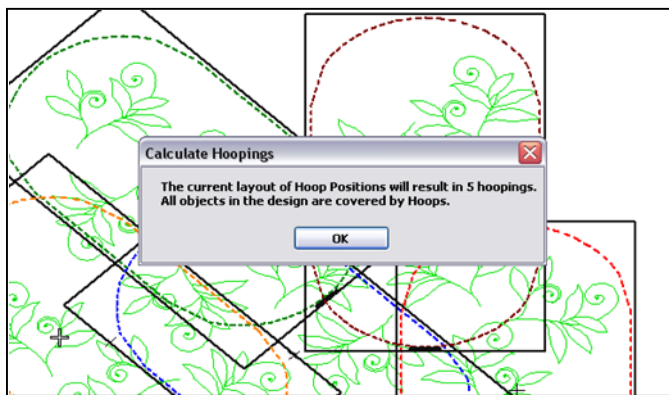 Calculate Hoopings
The current layout of Hoop Positions will result in 5 hoopings.
All objects in the design are covered by Hoops.
OK